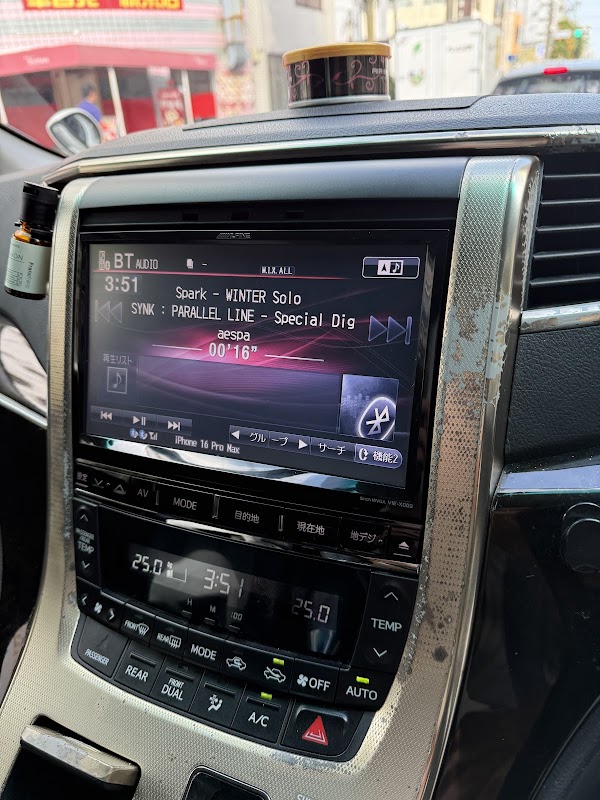 ALPINE
BT AUDIO
W.I.X.ALL
3:51
Spark - WINTER Solo
SYNK : PARALLEL LINE - Special Dig
aespa
00'16"
再生リスト
iPhone 16 Pro Max
グループ
サーチ
機能2
AV
MODE
目的地
現在地
地デジ
TEMP
25.0
3:51
25.0
H
M
:00
TEMP
FRONT
REAR
MODE
OFF
AUTO
PASSENGER
REAR
FRONT DUAL
A/C